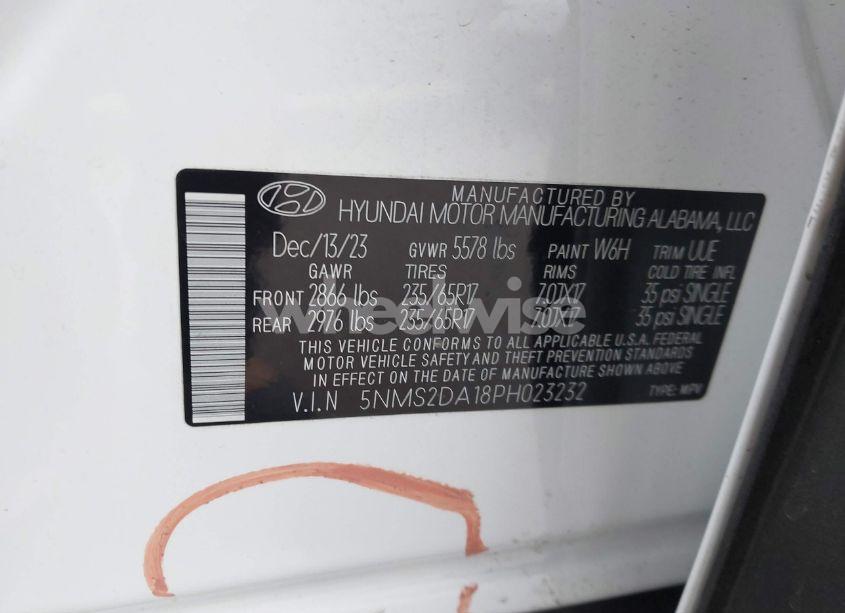 MANUFACTURED BY
HYUNDAI MOTOR MANUFACTURING ALABAMA, LLC
Dec/13/23 GVWR 5578 lbs PAINT W6H TRIM UUE
GAWR TIRES RIMS COLD TIRE INFL
FRONT 2866 lbs 235/65R17 7.0JX17 35 psi SINGLE
REAR 2976 lbs 235/65R17 7.0JX17 35 psi SINGLE
wheelwise
THIS VEHICLE CONFORMS TO ALL APPLICABLE U.S.A. FEDERAL
MOTOR VEHICLE SAFETY AND THEFT PREVENTION STANDARDS
IN EFFECT ON THE DATE OF MANUFACTURE SHOWN ABOVE
V.I.N 5NMS2DA18PH023232 TYPE: MPV